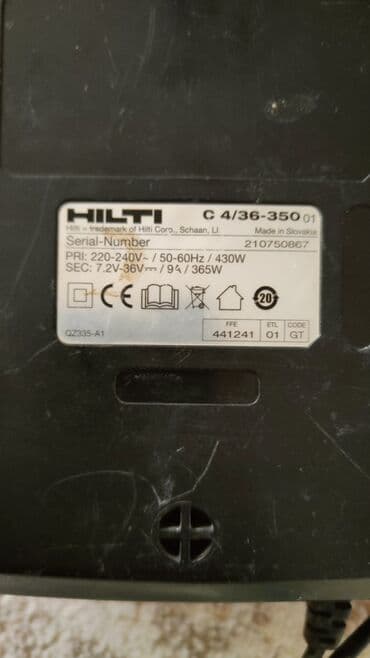 HILTI C 4/36-350 01
Hilti = trademark of Hilti Corp., Schaan, LI Made in Slovakia
Serial-Number 210750867
PRI: 220-240V~ / 50-60Hz / 430W
SEC: 7.2V-36V⎓ / 9A / 365W
CE 20
FFE ETL CODE
QZ335-A1 441241 01 GT